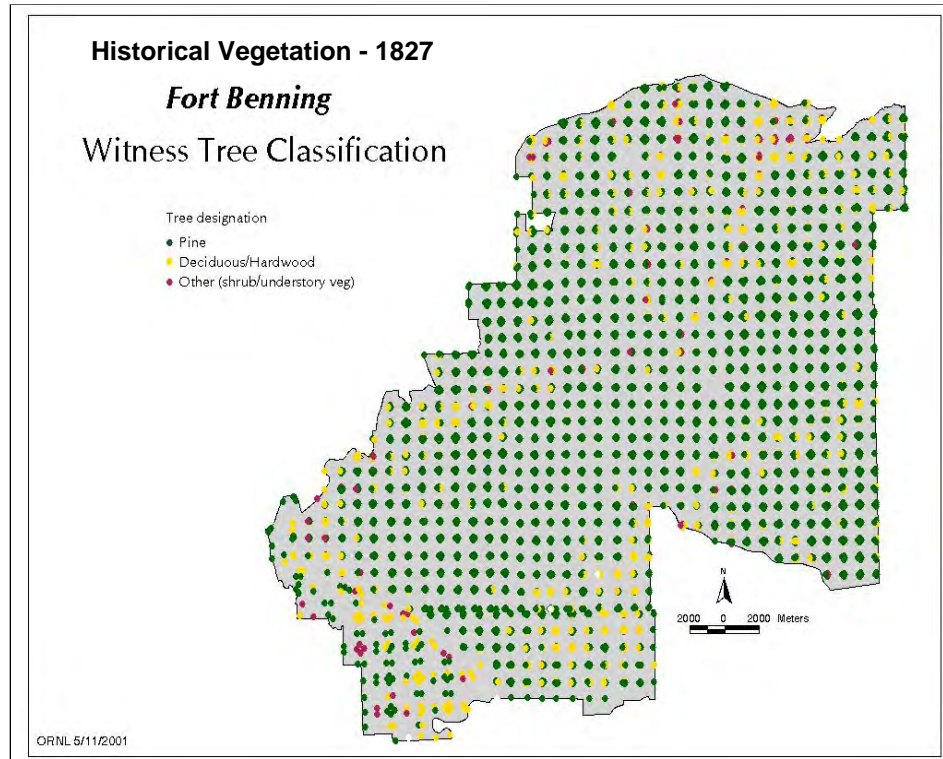 Historical Vegetation - 1827
Fort Benning
Witness Tree Classification
Tree designation
Pine
Deciduous/Hardwood
Other (shrub/understory veg)
N
2000 0 2000 Meters
ORNL 5/11/2001